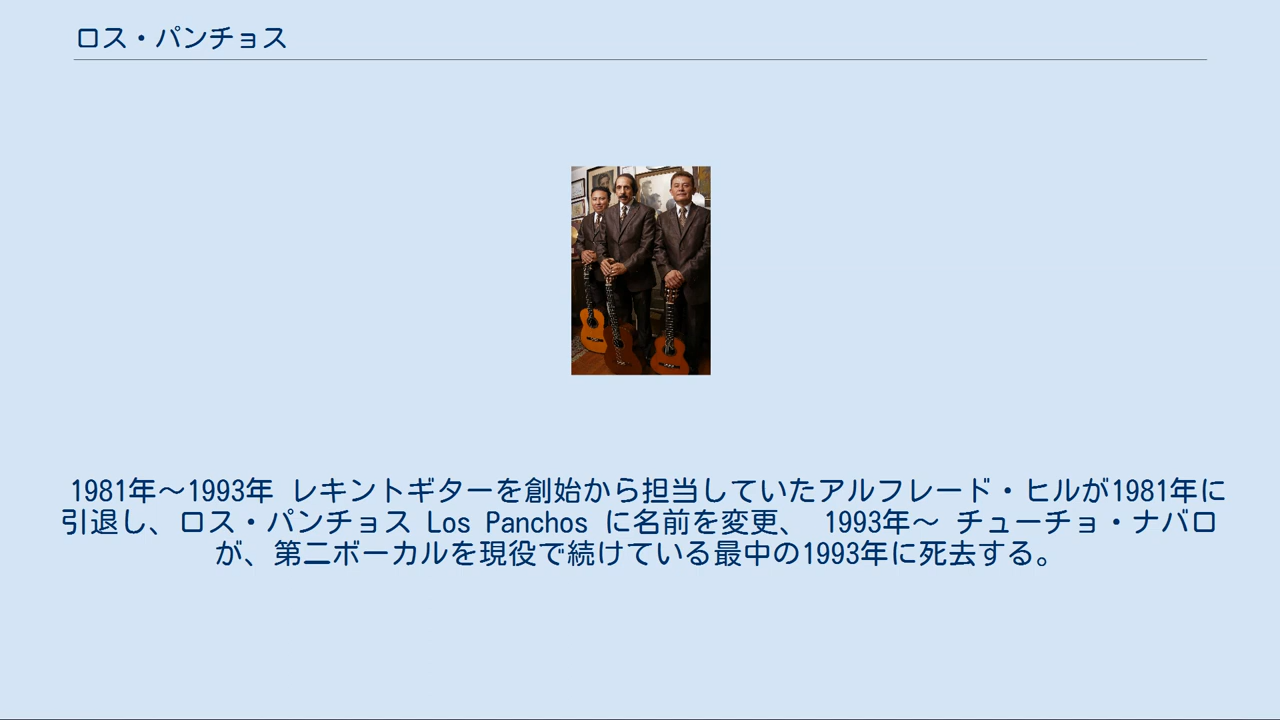 ロス・パンチョス
1981年～1993年 レキントギターを創始から担当していたアルフレード・ヒルが1981年に
引退し、ロス・パンチョス Los Panchos に名前を変更、 1993年～ チューチョ・ナバロ
が、第二ボーカルを現役で続けている最中の1993年に死去する。